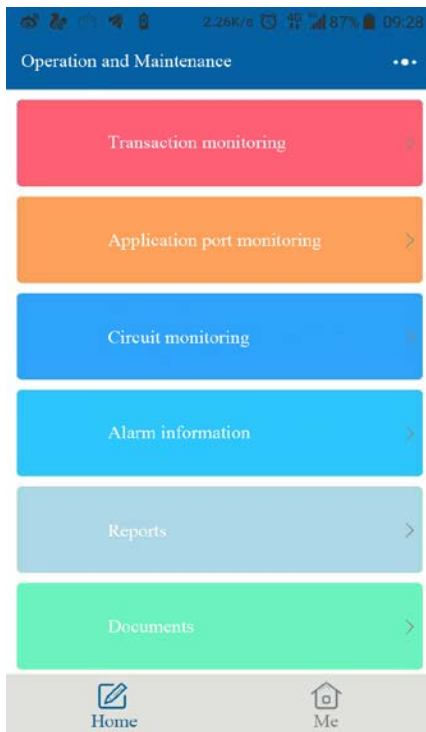 2.26K/s 4G 87% 09:28
Operation and Maintenance
Transaction monitoring
Application port monitoring
Circuit monitoring
Alarm information
Reports
Documents
Home Me